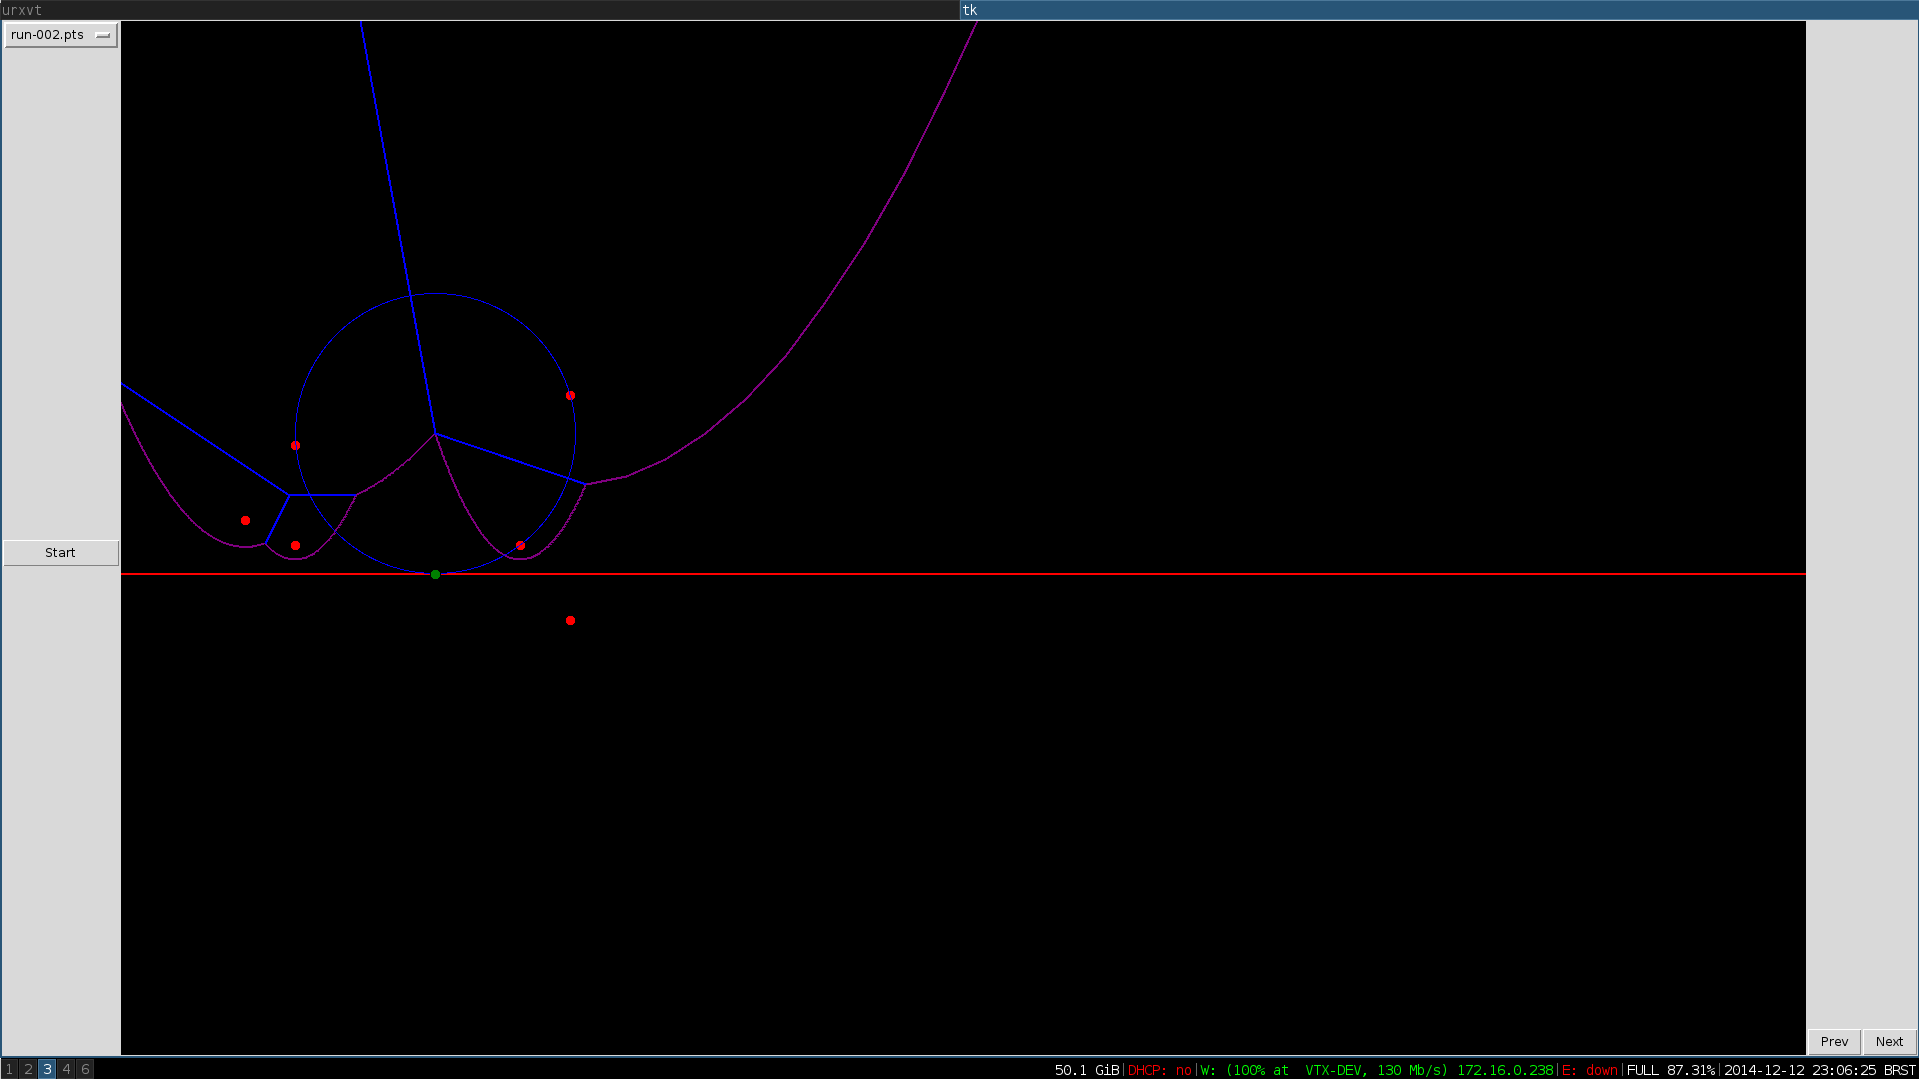 urxvt
tk
run-002.pts
Start
Prev Next
1 2 3 4 6
50.1 GiB|DHCP: no|W: (100% at  VTX-DEV, 130 Mb/s) 172.16.0.238|E: down|FULL 87.31%|2014-12-12 23:06:25 BRST